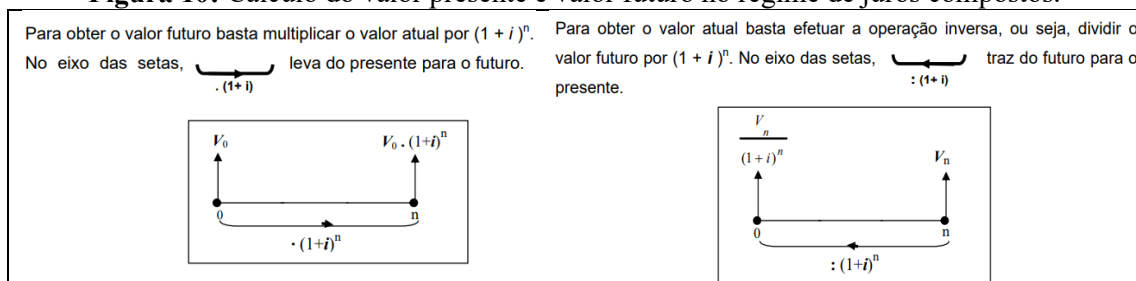 Figura 10: Cálculo do valor presente e valor futuro no regime de juros compostos.
Para obter o valor futuro basta multiplicar o valor atual por (1 + i )ⁿ.
No eixo das setas, leva do presente para o futuro.
. (1+ i)
V₀ V₀ . (1+i)ⁿ
0 n
· (1+i)ⁿ
Para obter o valor atual basta efetuar a operação inversa, ou seja, dividir o
valor futuro por (1 + i )ⁿ. No eixo das setas, traz do futuro para o
: (1+ i)
presente.
Vₙ
(1 + i)ⁿ
Vₙ
0 n
: (1+i)ⁿ